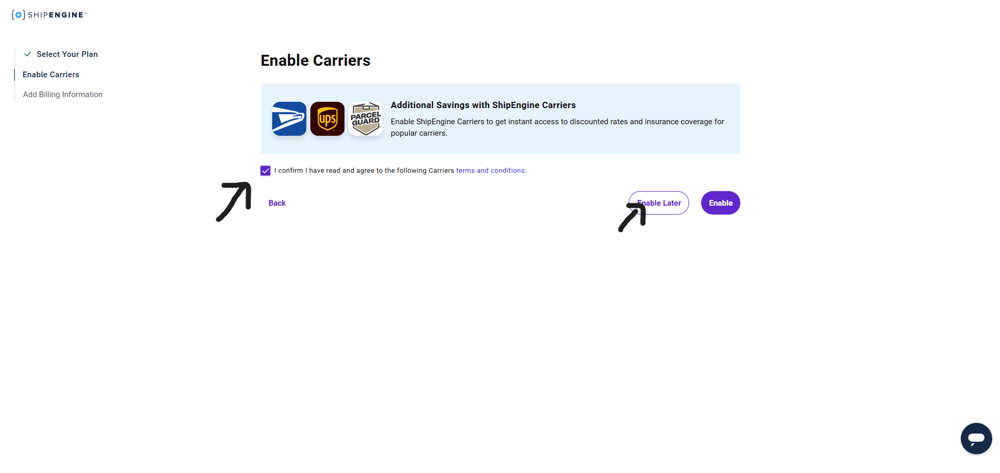 SHIPENGINE
Select Your Plan
Enable Carriers
Add Billing Information
Enable Carriers
ups
PARCEL
GUARD
Additional Savings with ShipEngine Carriers
Enable ShipEngine Carriers to get instant access to discounted rates and insurance coverage for
popular carriers.
I confirm I have read and agree to the following Carriers terms and conditions.
Back
Enable Later
Enable